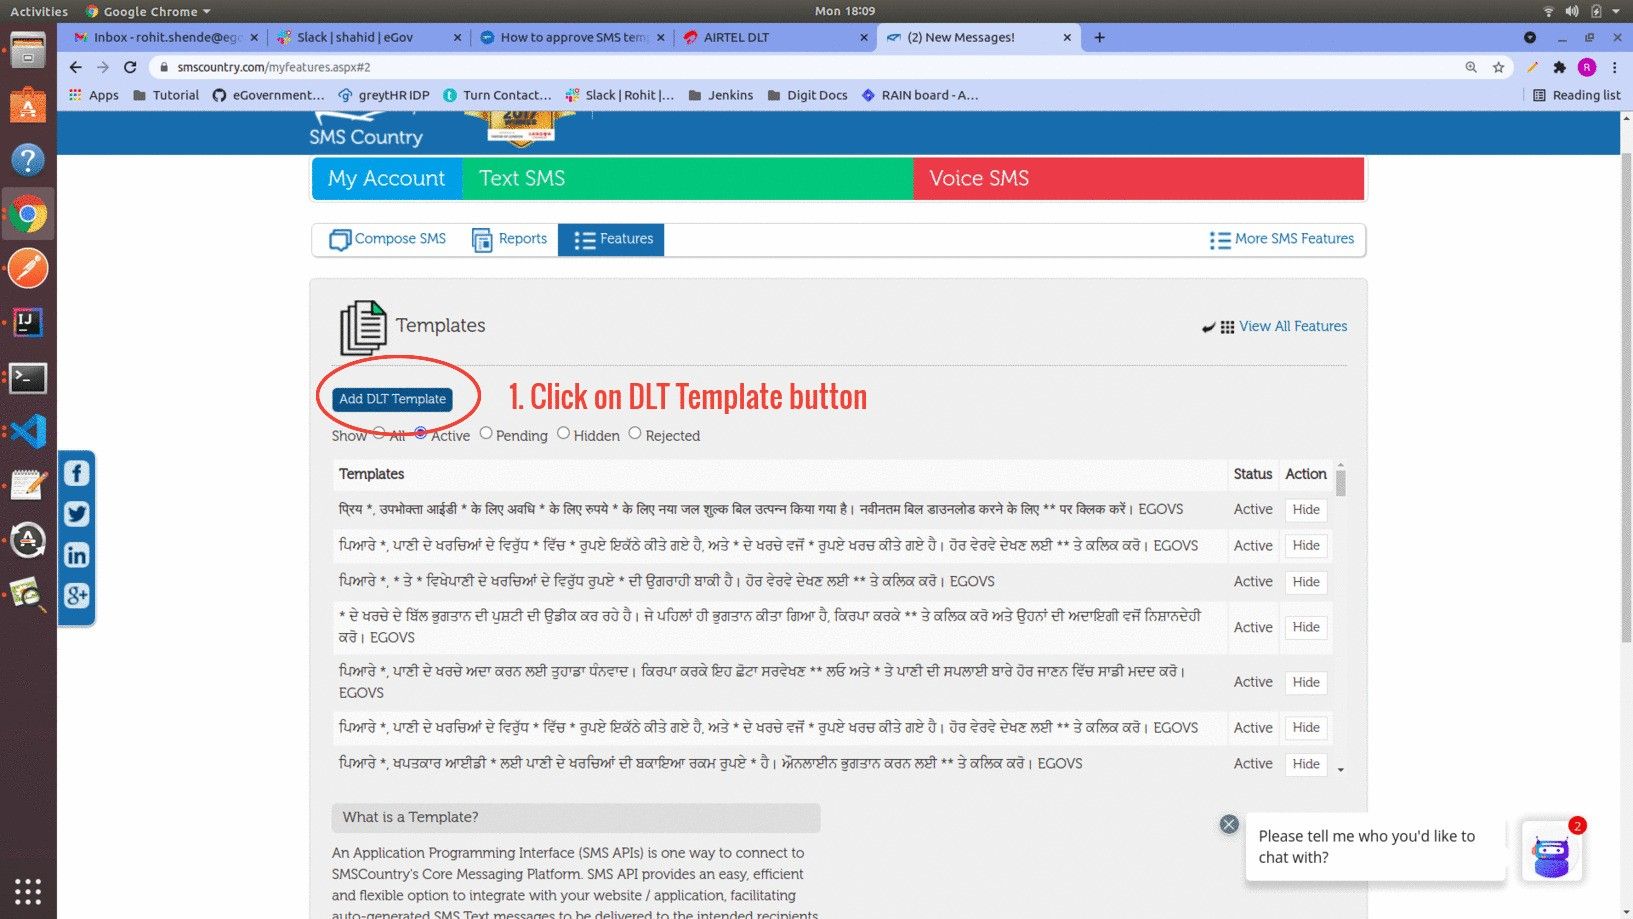 Activities Google Chrome Mon 18:09
Inbox - rohit.shende@ego Slack | shahid | eGov How to approve SMS temp AIRTEL DLT (2) New Messages!
smscountry.com/myfeatures.aspx#2 R
Apps Tutorial eGovernment... greytHR IDP Turn Contact... Slack | Rohit |... Jenkins Digit Docs RAIN board - A... Reading list
SMS Country 2017
My Account Text SMS Voice SMS
Compose SMS Reports Features More SMS Features
Templates View All Features
Add DLT Template 1. Click on DLT Template button
Show All Active Pending Hidden Rejected
Templates Status Action
प्रिय *, उपभोक्ता आईडी * के लिए अवधि * के लिए रुपये * के लिए नया जल शुल्क बिल उत्पन्न किया गया है। नवीनतम बिल डाउनलोड करने के लिए ** पर क्लिक करें। EGOVS Active Hide
ਪਿਆਰੇ *, ਪਾਣੀ ਦੇ ਖਰਚਿਆਂ ਦੇ ਵਿਰੁੱਧ * ਵਿੱਚ * ਰੁਪਏ ਇਕੱਠੇ ਕੀਤੇ ਗਏ ਹੈ, ਅਤੇ * ਦੇ ਖਰਚੇ ਵਜੋਂ * ਰੁਪਏ ਖਰਚ ਕੀਤੇ ਗਏ ਹੈ। ਹੋਰ ਵੇਰਵੇ ਦੇਖਣ ਲਈ ** ਤੇ ਕਲਿਕ ਕਰੋ। EGOVS Active Hide
ਪਿਆਰੇ *, * ਤੇ * ਵਿਖੇਪਾਣੀ ਦੇ ਖਰਚਿਆਂ ਦੇ ਵਿਰੁੱਧ ਰੁਪਏ * ਦੀ ਉਗਰਾਹੀ ਬਾਕੀ ਹੈ। ਹੋਰ ਵੇਰਵੇ ਦੇਖਣ ਲਈ ** ਤੇ ਕਲਿਕ ਕਰੋ। EGOVS Active Hide
* ਦੇ ਖਰਚੇ ਦੇ ਬਿੱਲ ਭੁਗਤਾਨ ਦੀ ਪੁਸ਼ਟੀ ਦੀ ਉਡੀਕ ਕਰ ਰਹੇ ਹੈ। ਜੇ ਪਹਿਲਾਂ ਹੀ ਭੁਗਤਾਨ ਕੀਤਾ ਗਿਆ ਹੈ, ਕਿਰਪਾ ਕਰਕੇ ** ਤੇ ਕਲਿਕ ਕਰੋ ਅਤੇ ਉਹਨਾਂ ਦੀ ਅਦਾਇਗੀ ਵਜੋਂ ਨਿਸ਼ਾਨਦੇਹੀ
ਕਰੋ। EGOVS Active Hide
ਪਿਆਰੇ *, ਪਾਣੀ ਦੇ ਖਰਚੇ ਅਦਾ ਕਰਨ ਲਈ ਤੁਹਾਡਾ ਧੰਨਵਾਦ। ਕਿਰਪਾ ਕਰਕੇ ਇਹ ਛੋਟਾ ਸਰਵੇਖਣ ** ਲਓ ਅਤੇ * ਤੇ ਪਾਣੀ ਦੀ ਸਪਲਾਈ ਬਾਰੇ ਹੋਰ ਜਾਣਨ ਵਿੱਚ ਸਾਡੀ ਮਦਦ ਕਰੋ।
EGOVS Active Hide
ਪਿਆਰੇ *, ਪਾਣੀ ਦੇ ਖਰਚਿਆਂ ਦੇ ਵਿਰੁੱਧ * ਵਿੱਚ * ਰੁਪਏ ਇਕੱਠੇ ਕੀਤੇ ਗਏ ਹੈ, ਅਤੇ * ਦੇ ਖਰਚੇ ਵਜੋਂ * ਰੁਪਏ ਖਰਚ ਕੀਤੇ ਗਏ ਹੈ। ਹੋਰ ਵੇਰਵੇ ਦੇਖਣ ਲਈ ** ਤੇ ਕਲਿਕ ਕਰੋ। EGOVS Active Hide
ਪਿਆਰੇ *, ਖਪਤਕਾਰ ਆਈਡੀ * ਲਈ ਪਾਣੀ ਦੇ ਖਰਚਿਆਂ ਦੀ ਬਕਾਇਆ ਰਕਮ ਰੁਪਏ * ਹੈ। ਔਨਲਾਈਨ ਭੁਗਤਾਨ ਕਰਨ ਲਈ ** ਤੇ ਕਲਿਕ ਕਰੋ। EGOVS Active Hide
What is a Template?
An Application Programming Interface (SMS APIs) is one way to connect to
SMSCountry's Core Messaging Platform. SMS API provides an easy, efficient
and flexible option to integrate with your website / application, facilitating
auto-generated SMS Text messages to be delivered to the intended recipients
Please tell me who you'd like to
chat with?
2